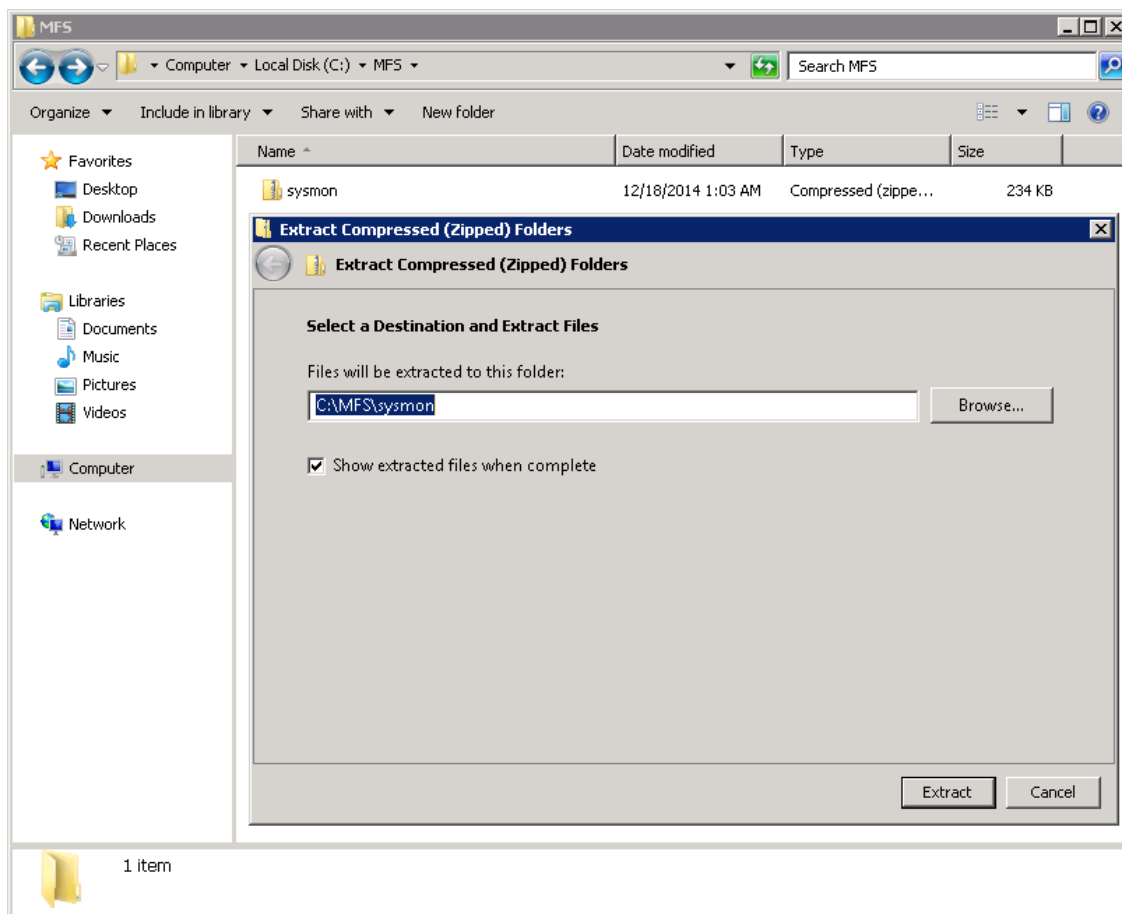 MFS
Computer Local Disk (C:) MFS
Search MFS
Organize Include in library Share with New folder
Name Date modified Type Size
Favorites
Desktop
Downloads
Recent Places
Libraries
Documents
Music
Pictures
Videos
Computer
Network
sysmon 12/18/2014 1:03 AM Compressed (zippe... 234 KB
Extract Compressed (Zipped) Folders
Extract Compressed (Zipped) Folders
Select a Destination and Extract Files
Files will be extracted to this folder:
C:\MFS\sysmon
Browse...
Show extracted files when complete
Extract Cancel
1 item